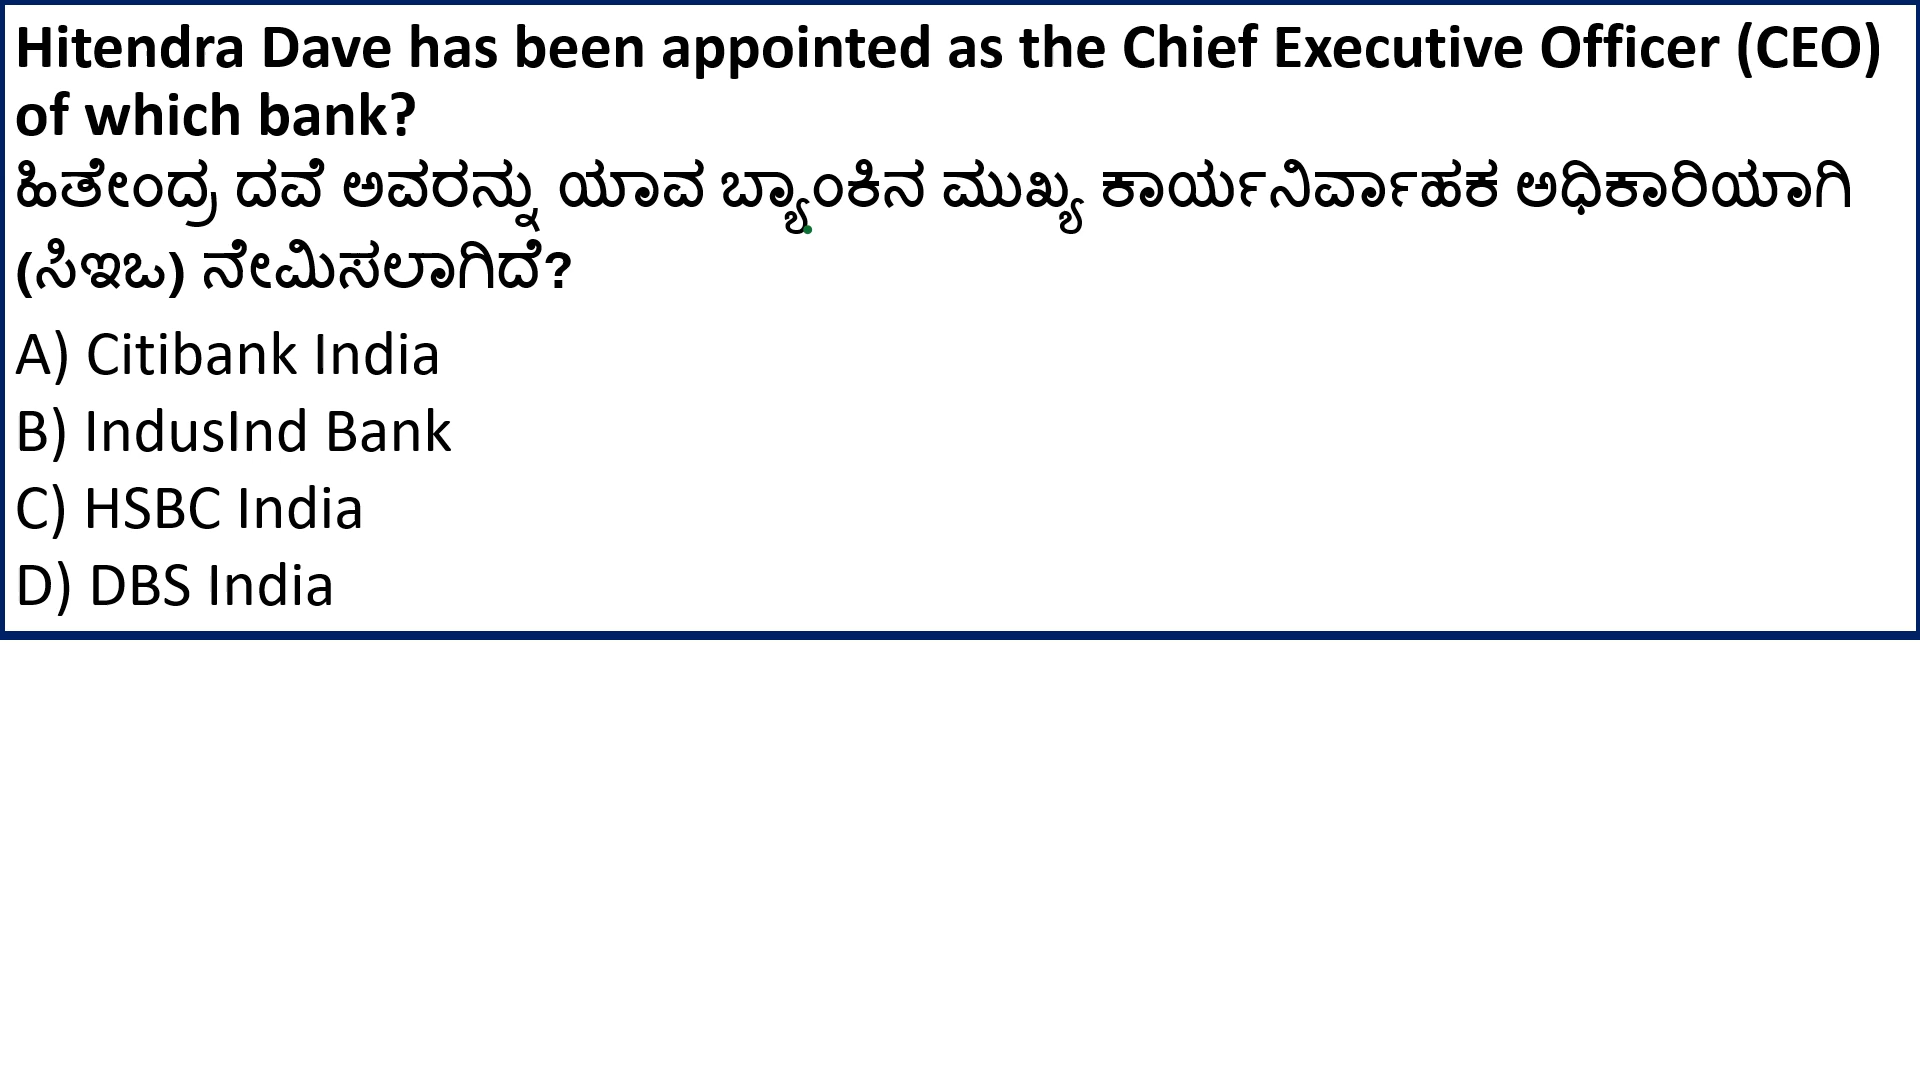 Hitendra Dave has been appointed as the Chief Executive Officer (CEO)
of which bank?
ಹಿತೇಂದ್ರ ದವೆ ಅವರನ್ನು ಯಾವ ಬ್ಯಾಂಕಿನ ಮುಖ್ಯ ಕಾರ್ಯನಿರ್ವಾಹಕ ಅಧಿಕಾರಿಯಾಗಿ
(ಸಿಇಒ) ನೇಮಿಸಲಾಗಿದೆ?
A) Citibank India
B) IndusInd Bank
C) HSBC India
D) DBS India